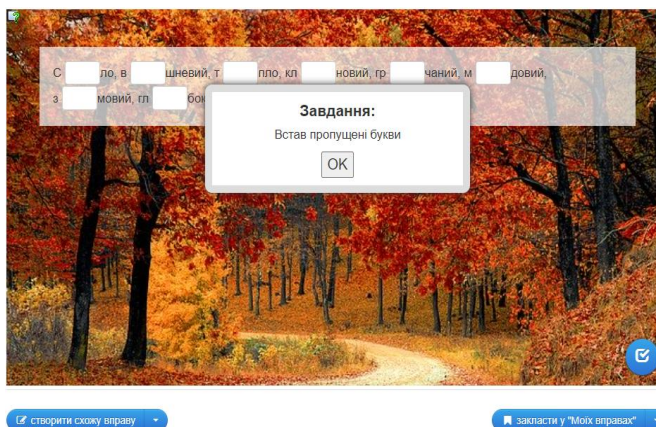 С ло, в шневий, т пло, кл новий, гр чаний, м довий,
з мовий, гл бок
Завдання:
Встав пропущені букви
OK
створити схожу вправу
закласти у "Моїх вправах"